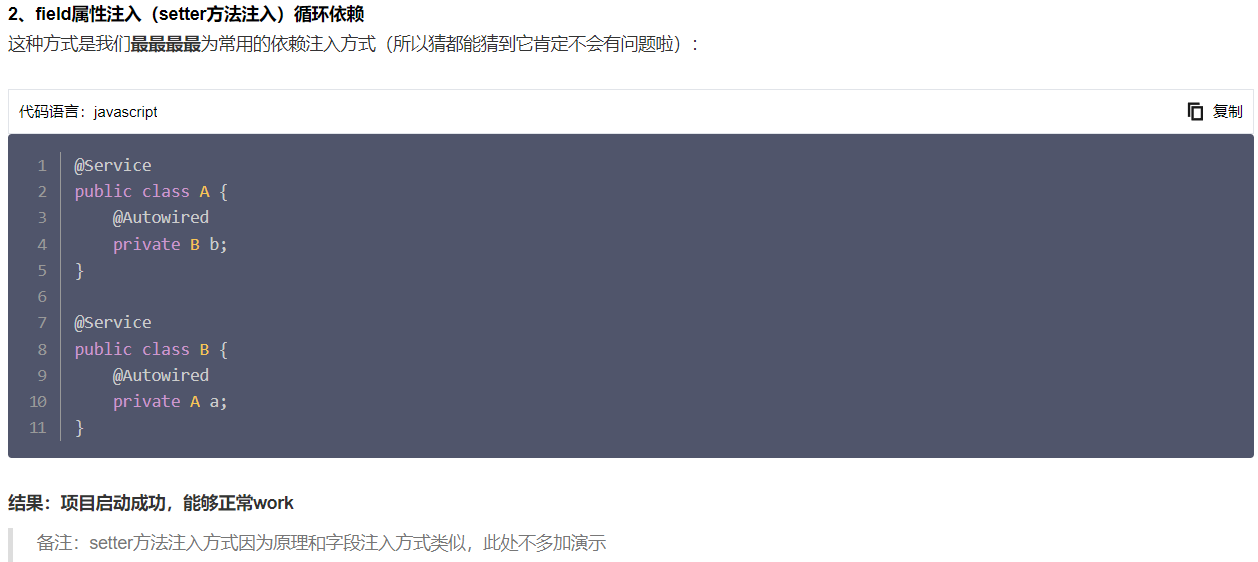 2、field属性注入（setter方法注入）循环依赖
这种方式是我们最最最最为常用的依赖注入方式（所以猜都能猜到它肯定不会有问题啦）：
代码语言：javascript 复制
1 @Service
2 public class A {
3     @Autowired
4     private B b;
5 }
6
7 @Service
8 public class B {
9     @Autowired
10     private A a;
11 }
结果：项目启动成功，能够正常work
备注：setter方法注入方式因为原理和字段注入方式类似，此处不多加演示